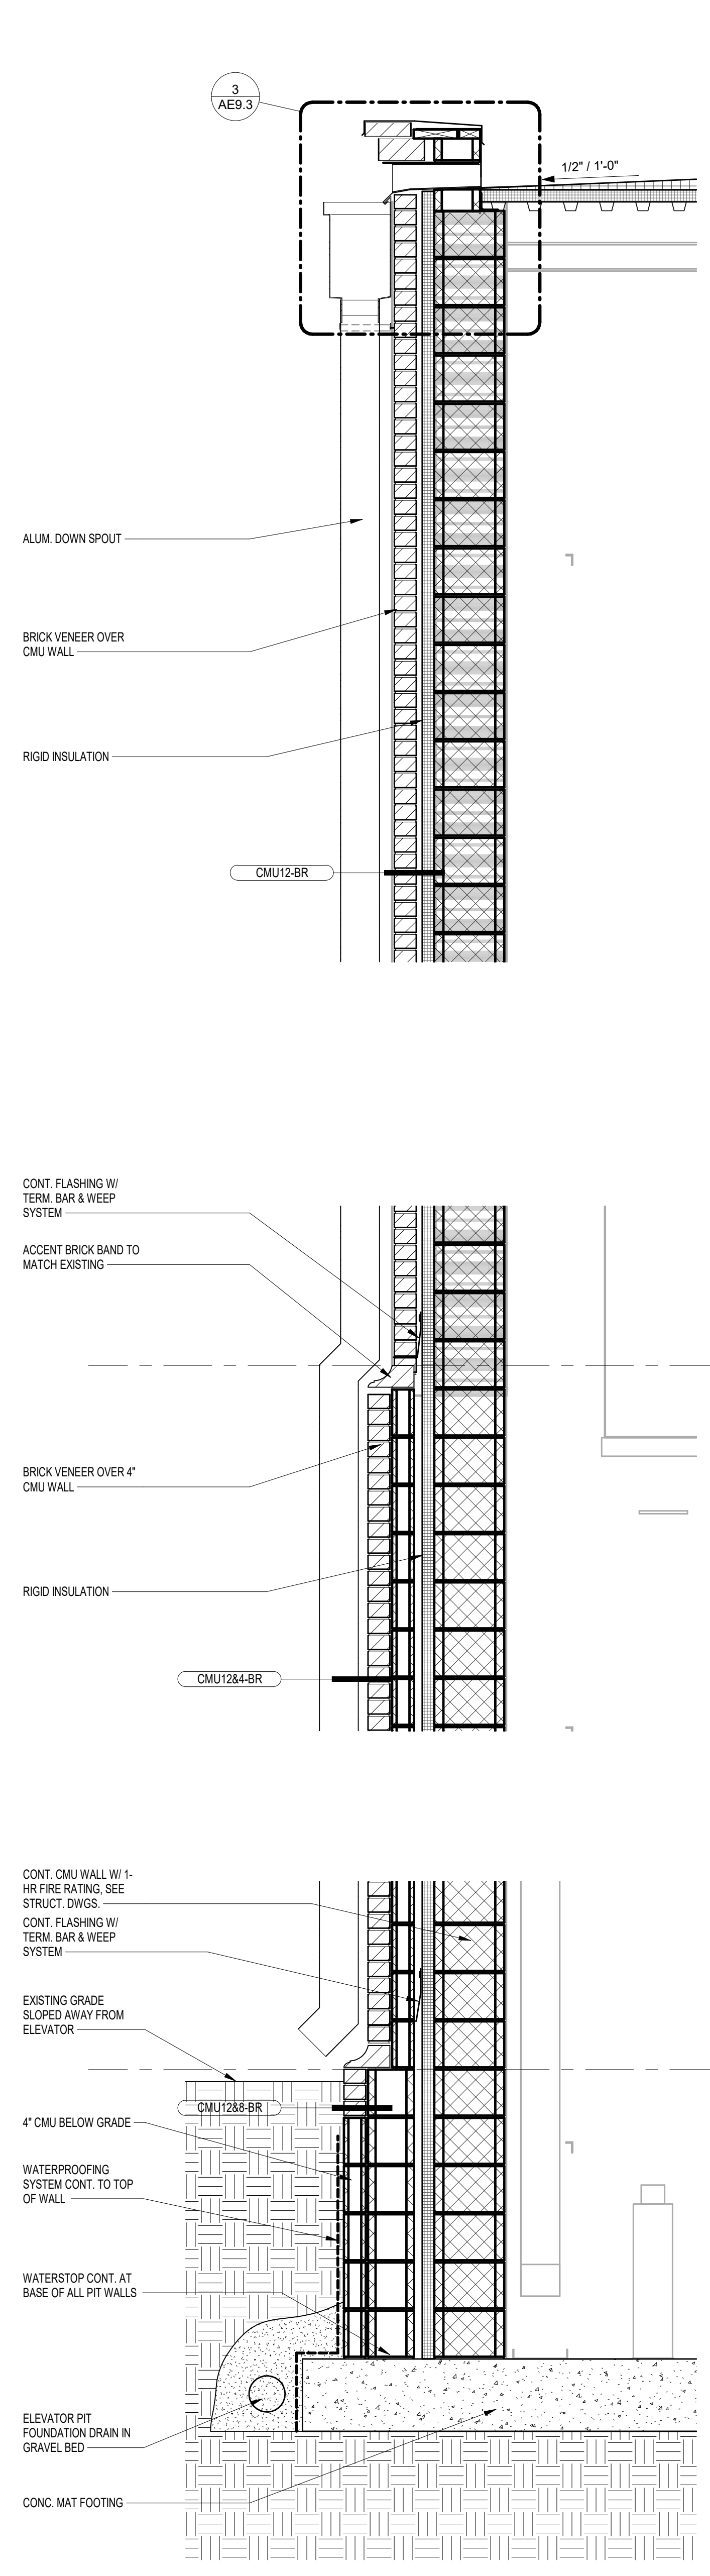 3
AE9.3
1/2" / 1'-0"
ALUM. DOWN SPOUT
BRICK VENEER OVER
CMU WALL
RIGID INSULATION
CMU12-BR
CONT. FLASHING W/
TERM. BAR & WEEP
SYSTEM
ACCENT BRICK BAND TO
MATCH EXISTING
BRICK VENEER OVER 4"
CMU WALL
RIGID INSULATION
CMU12&4-BR
CONT. CMU WALL W/ 1-
HR FIRE RATING, SEE
STRUCT. DWGS.
CONT. FLASHING W/
TERM. BAR & WEEP
SYSTEM
EXISTING GRADE
SLOPED AWAY FROM
ELEVATOR
CMU12&8-BR
4" CMU BELOW GRADE
WATERPROOFING
SYSTEM CONT. TO TOP
OF WALL
WATERSTOP CONT. AT
BASE OF ALL PIT WALLS
ELEVATOR PIT
FOUNDATION DRAIN IN
GRAVEL BED
CONC. MAT FOOTING